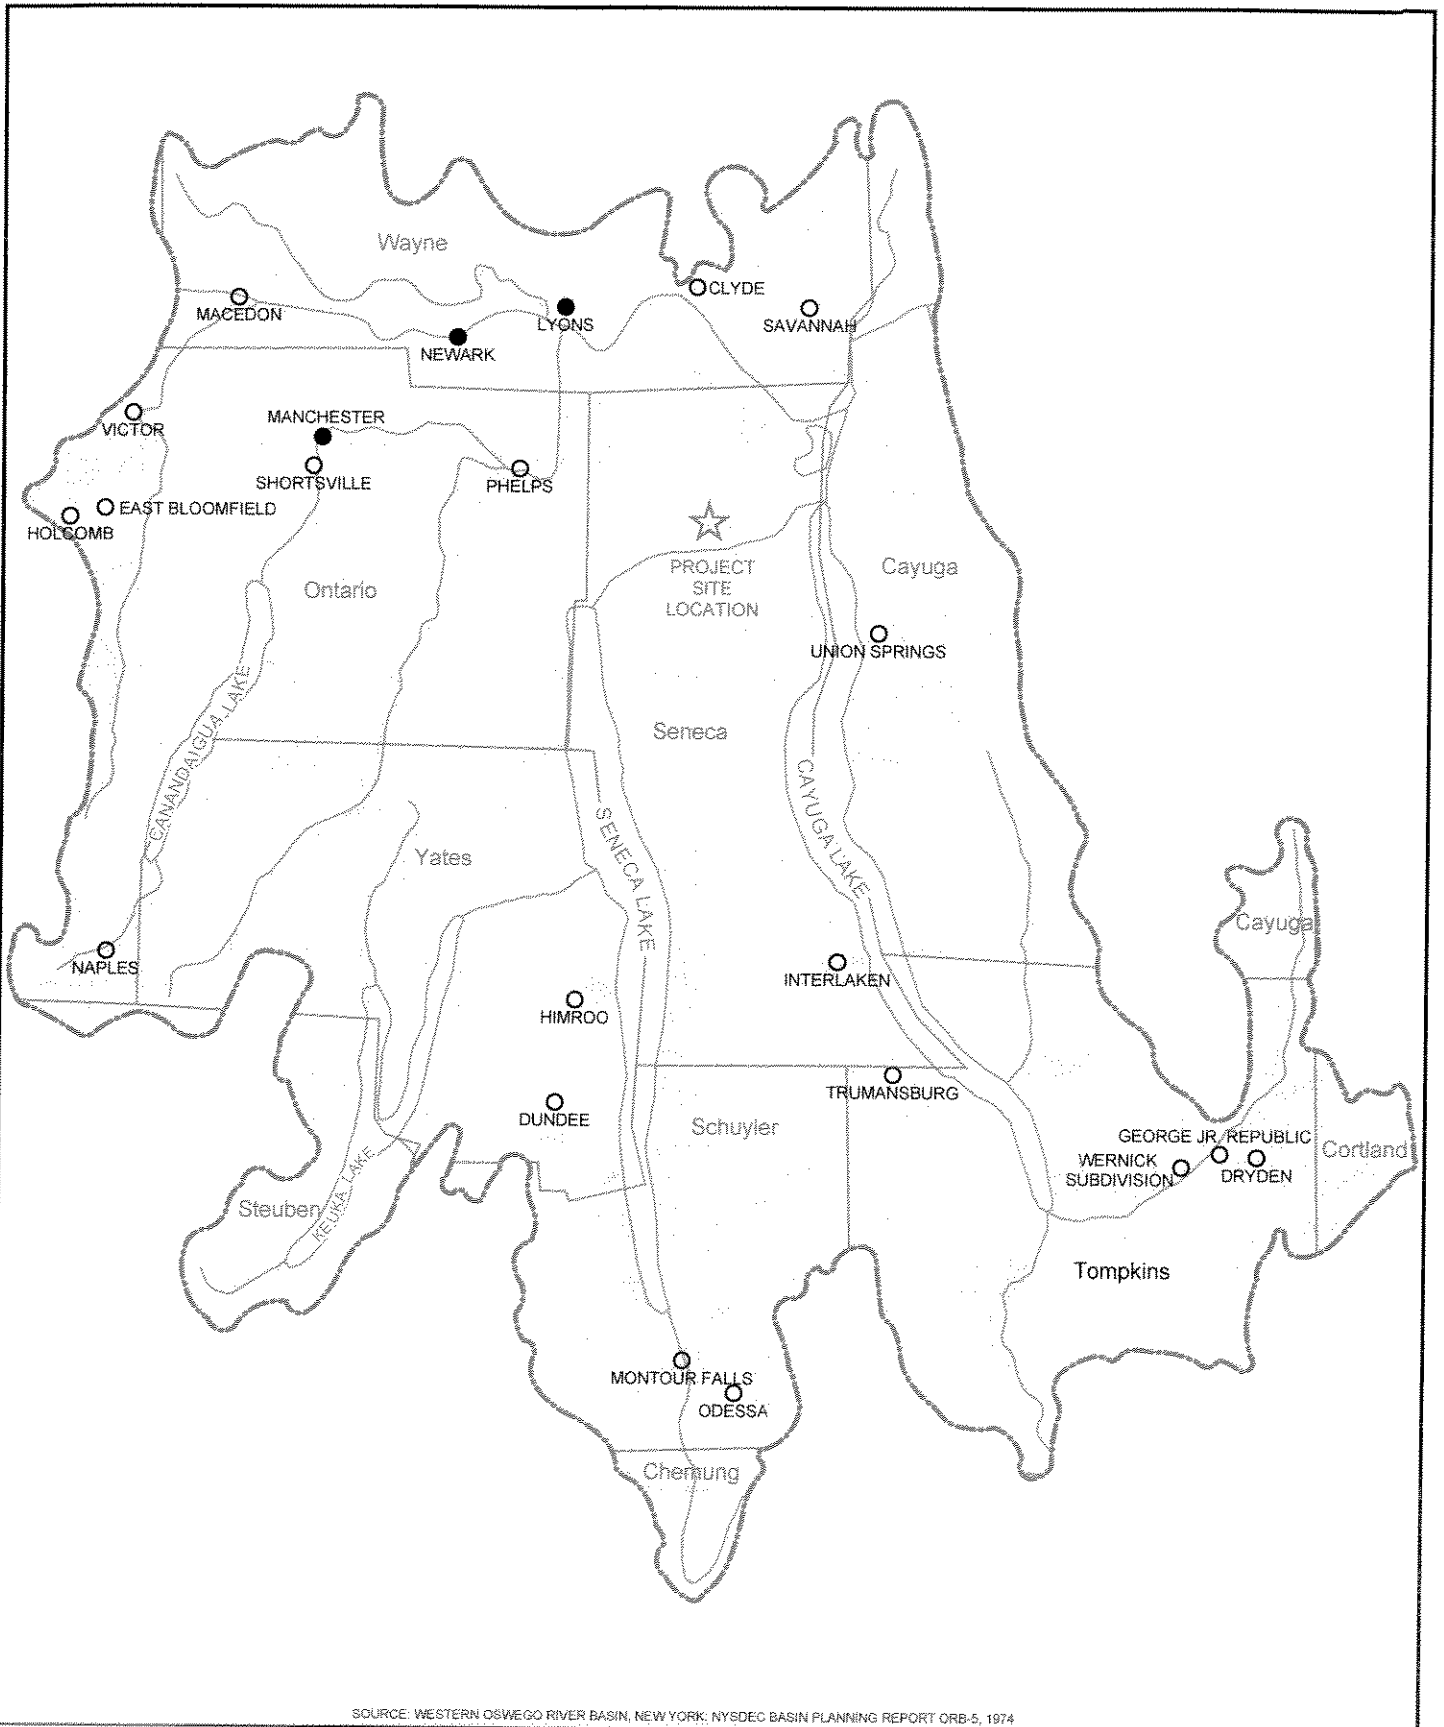 Wayne
CLYDE
MACEDON
LYONS
SAVANNAH
NEWARK
MANCHESTER
VICTOR
SHORTSVILLE
PHELPS
EAST BLOOMFIELD
HOLCOMB
PROJECT
SITE
LOCATION
Cayuga
Ontario
UNION SPRINGS
CANANDAIGUA LAKE
Seneca
CAYUGA LAKE
SENECA LAKE
Yates
Cayuga
NAPLES
INTERLAKEN
HIMROO
TRUMANSBURG
DUNDEE
Schuyler
GEORGE JR. REPUBLIC
Cortland
WERNICK
SUBDIVISION
DRYDEN
Steuben
KEUKA LAKE
Tompkins
MONTOUR FALLS
ODESSA
Chemung
SOURCE: WESTERN OSWEGO RIVER BASIN, NEW YORK: NYSDEC BASIN PLANNING REPORT ORB-5, 1974